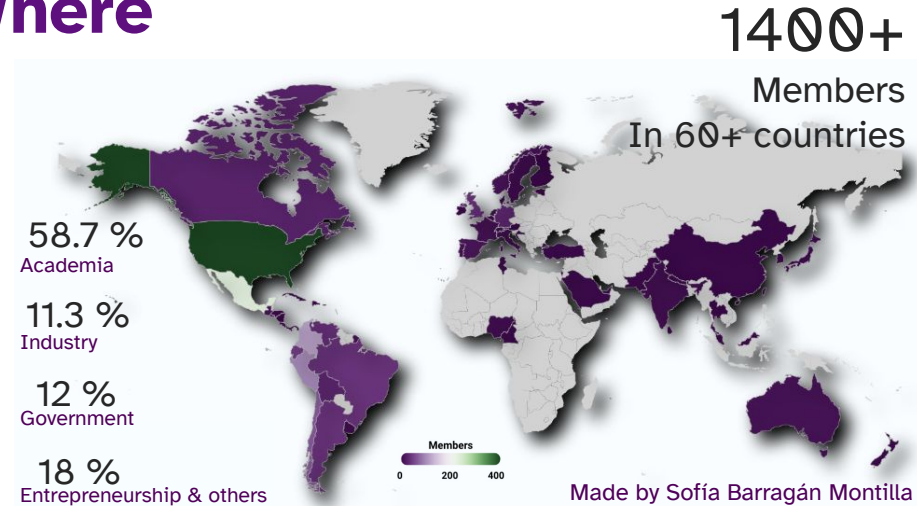 where
1400+
Members
In 60+ countries
58.7 %
Academia
11.3 %
Industry
12 %
Government
18 %
Entrepreneurship & others
Members
0 200 400
Made by Sofía Barragán Montilla